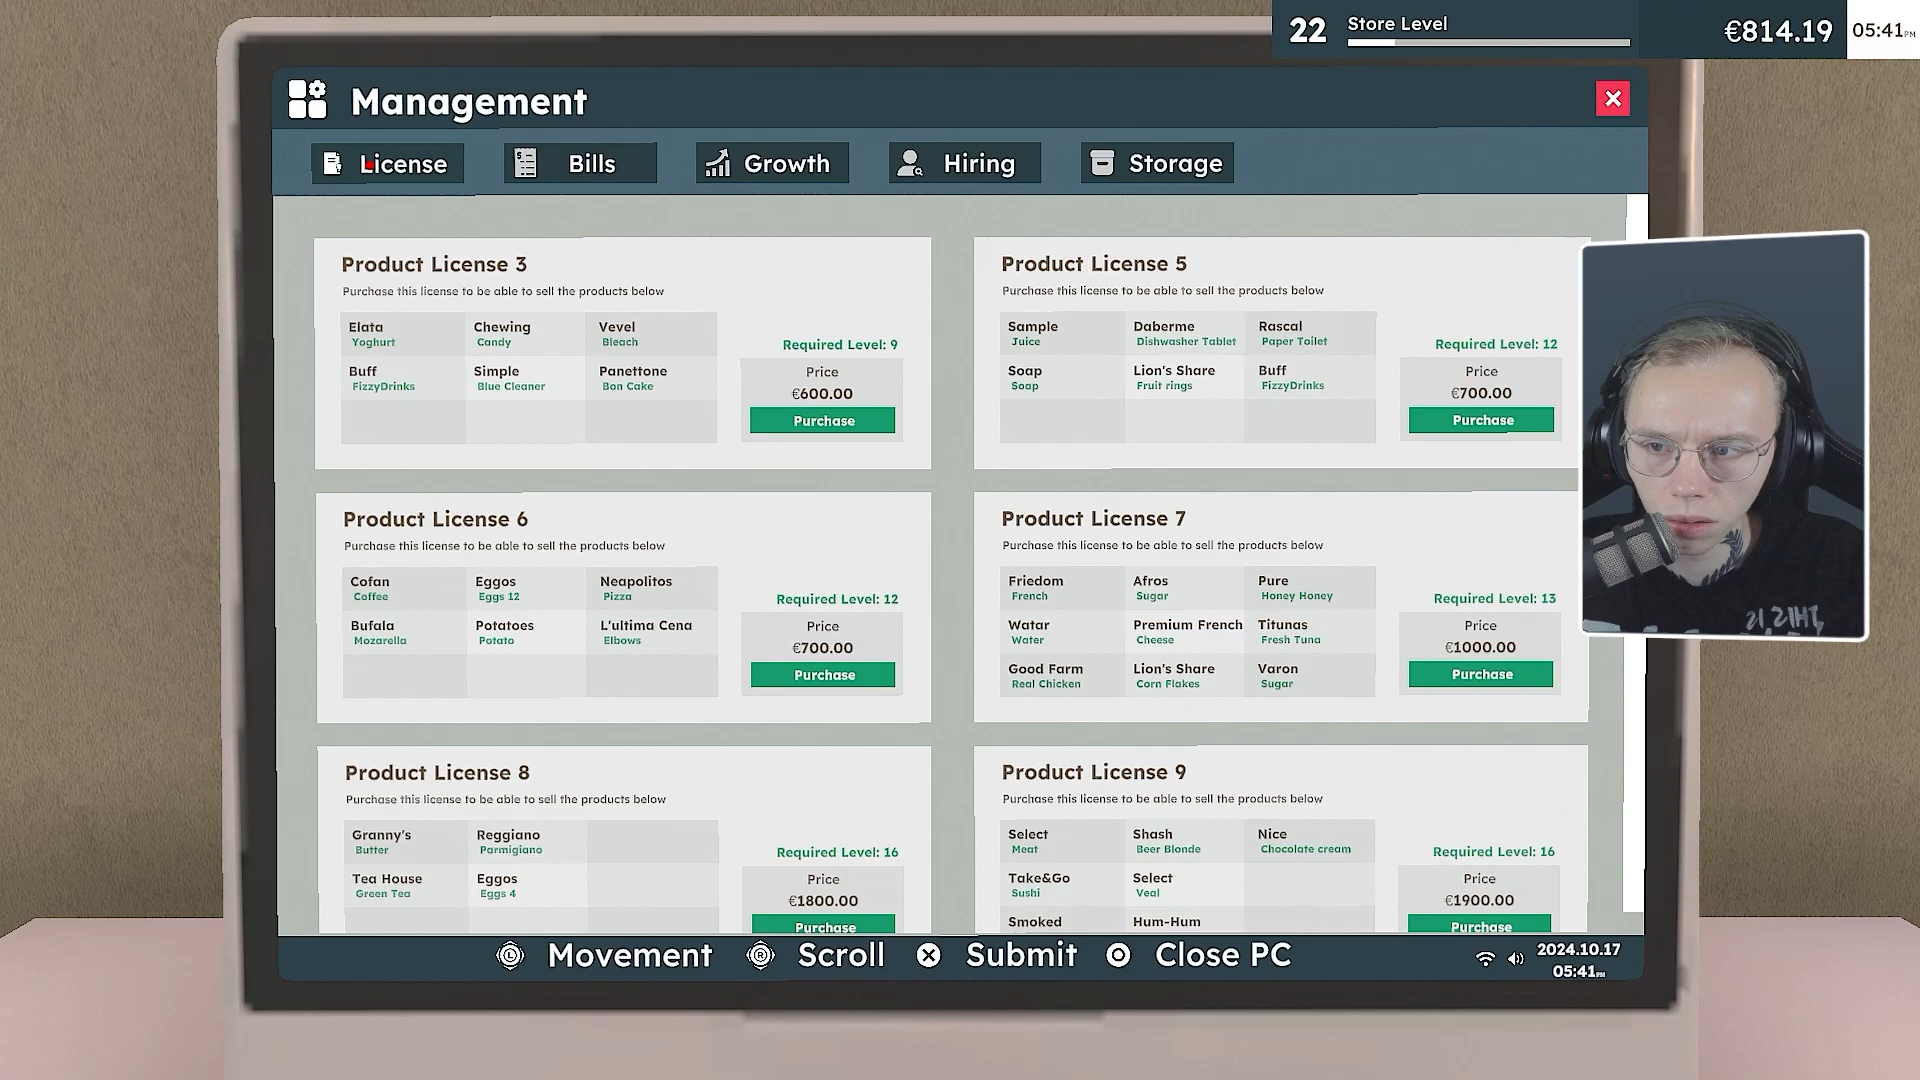 22 Store Level €814.19 05:41PM
Management
License Bills Growth Hiring Storage
Product License 3
Purchase this license to be able to sell the products below
Elata Chewing Vevel
Yoghurt Candy Bleach
Buff Simple Panettone
FizzyDrinks Blue Cleaner Bon Cake
Required Level: 9
Price
€600.00
Purchase
Product License 5
Purchase this license to be able to sell the products below
Sample Daberme Rascal
Juice Dishwasher Tablet Paper Toilet
Soap Lion's Share Buff
Soap Fruit rings FizzyDrinks
Required Level: 12
Price
€700.00
Purchase
Product License 6
Purchase this license to be able to sell the products below
Cofan Eggos Neapolitos
Coffee Eggs 12 Pizza
Bufala Potatoes L'ultima Cena
Mozarella Potato Elbows
Required Level: 12
Price
€700.00
Purchase
Product License 7
Purchase this license to be able to sell the products below
Friedom Afros Pure
French Sugar Honey Honey
Watar Premium French Titunas
Water Cheese Fresh Tuna
Good Farm Lion's Share Varon
Real Chicken Corn Flakes Sugar
Required Level: 13
Price
€1000.00
Purchase
Product License 8
Purchase this license to be able to sell the products below
Granny's Reggiano
Butter Parmigiano
Tea House Eggos
Green Tea Eggs 4
Required Level: 16
Price
€1800.00
Purchase
Product License 9
Purchase this license to be able to sell the products below
Select Shash Nice
Meat Beer Blonde Chocolate cream
Take&Go Select
Sushi Veal
Smoked Hum-Hum
Required Level: 16
Price
€1900.00
Purchase
L Movement R Scroll Submit Close PC
2024.10.17
05:41PM